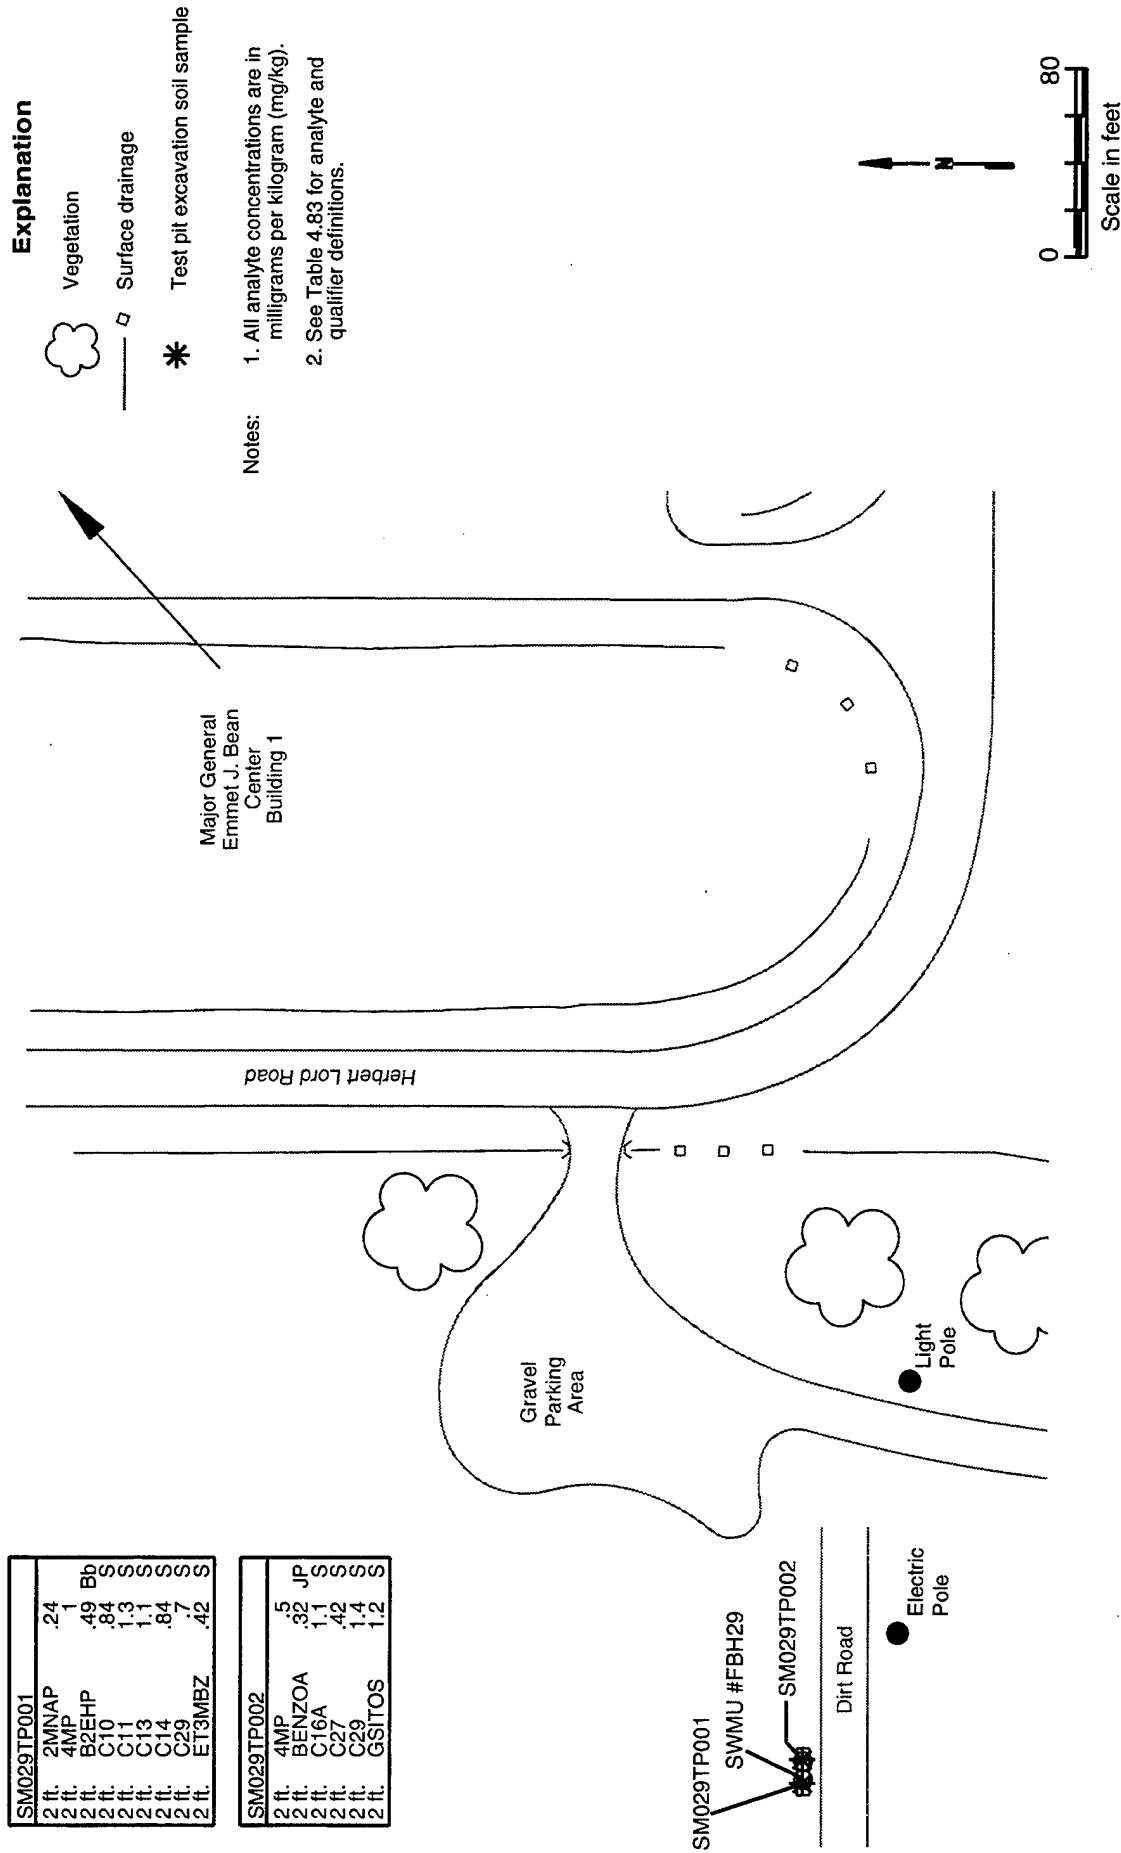 SM029TP001
2 ft. 2MNAP .24
2 ft. 4MP 1
2 ft. B2EHP .49 Bb
2 ft. C10 .84 S
2 ft. C11 1.3 S
2 ft. C13 1.1 S
2 ft. C14 .84 S
2 ft. C29 .7 S
2 ft. ET3MBZ .42 S
SM029TP002
2 ft. 4MP .5
2 ft. BENZOA .32 JP
2 ft. C16A 1.1 S
2 ft. C27 .42 S
2 ft. C29 1.4 S
2 ft. GSITOS 1.2 S
Explanation
Vegetation
Surface drainage
Test pit excavation soil sample
Notes:
1. All analyte concentrations are in
milligrams per kilogram (mg/kg).
2. See Table 4.83 for analyte and
qualifier definitions.
Major General
Emmet J. Bean
Center
Building 1
Herbert Lord Road
Gravel
Parking
Area
Light
Pole
SM029TP001
SWMU #FBH29
SM029TP002
Dirt Road
Electric
Pole
N
0 80
Scale in feet